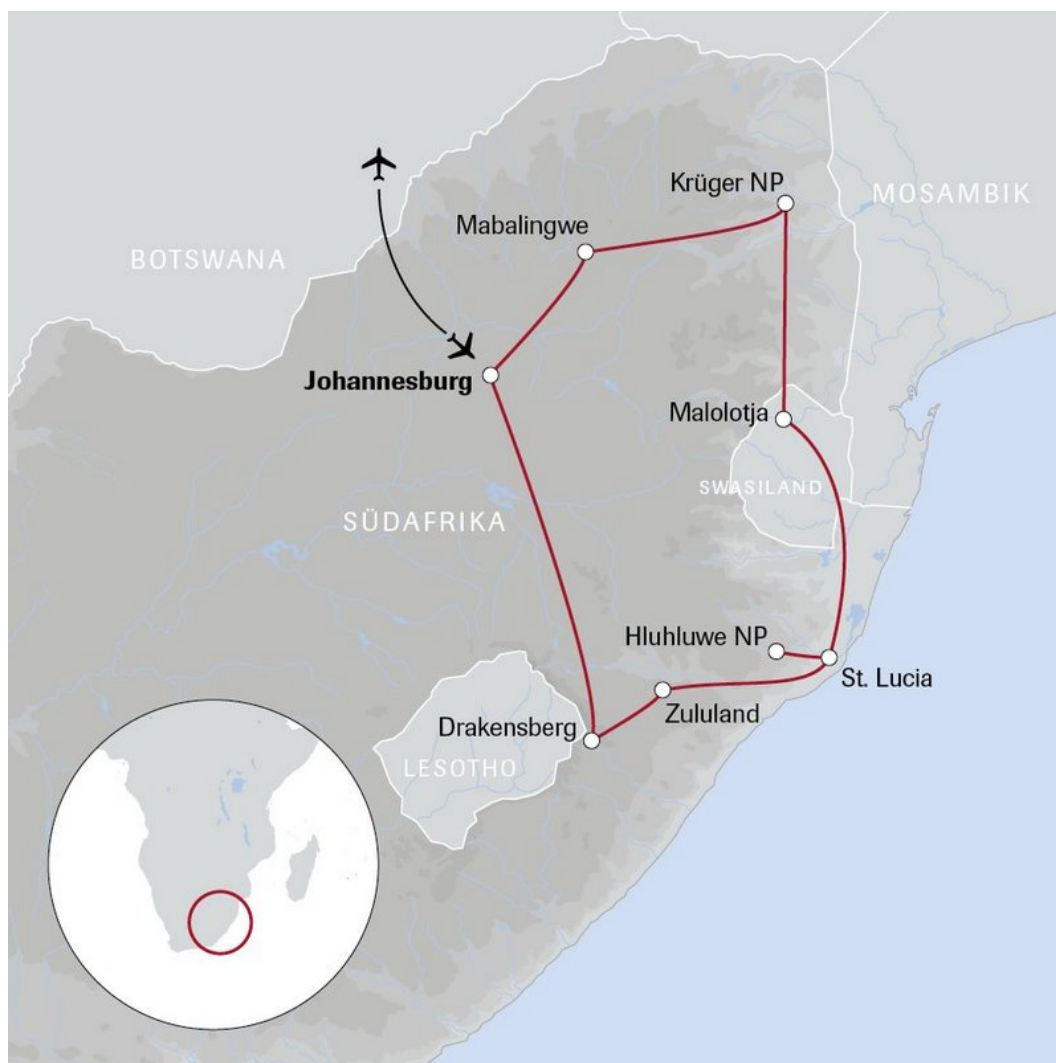 Krüger NP
MOSAMBIK
Mabalingwe
BOTSWANA
Johannesburg
Malolotja
SWASILAND
SÜDAFRIKA
Hluhluwe NP
St. Lucia
Zululand
Drakensberg
LESOTHO